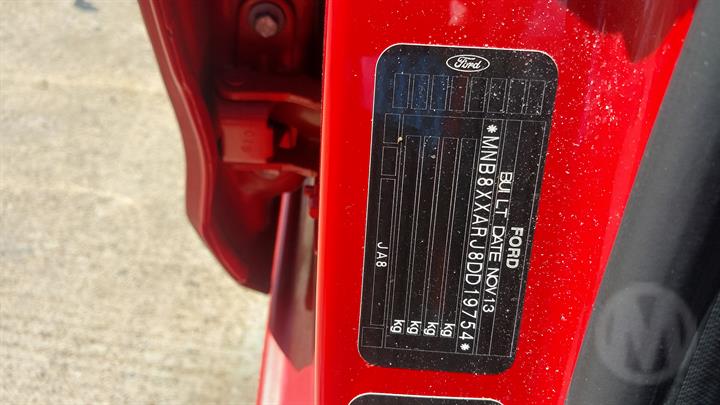 Ford
FORD
BUILT DATE NOV13
*MNB8XXARJ8DD19754*
kg
kg
kg
kg
JA8